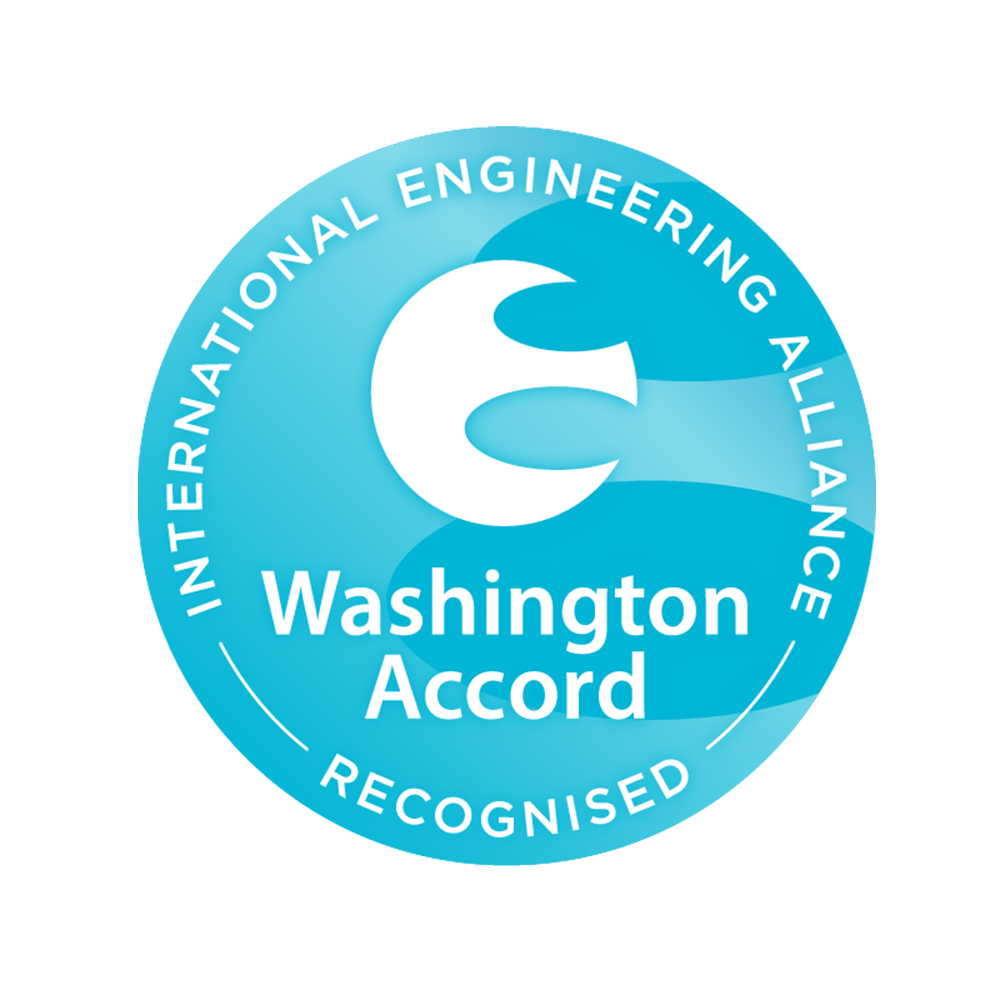 INTERNATIONAL ENGINEERING ALLIANCE
Washington
Accord
RECOGNISED